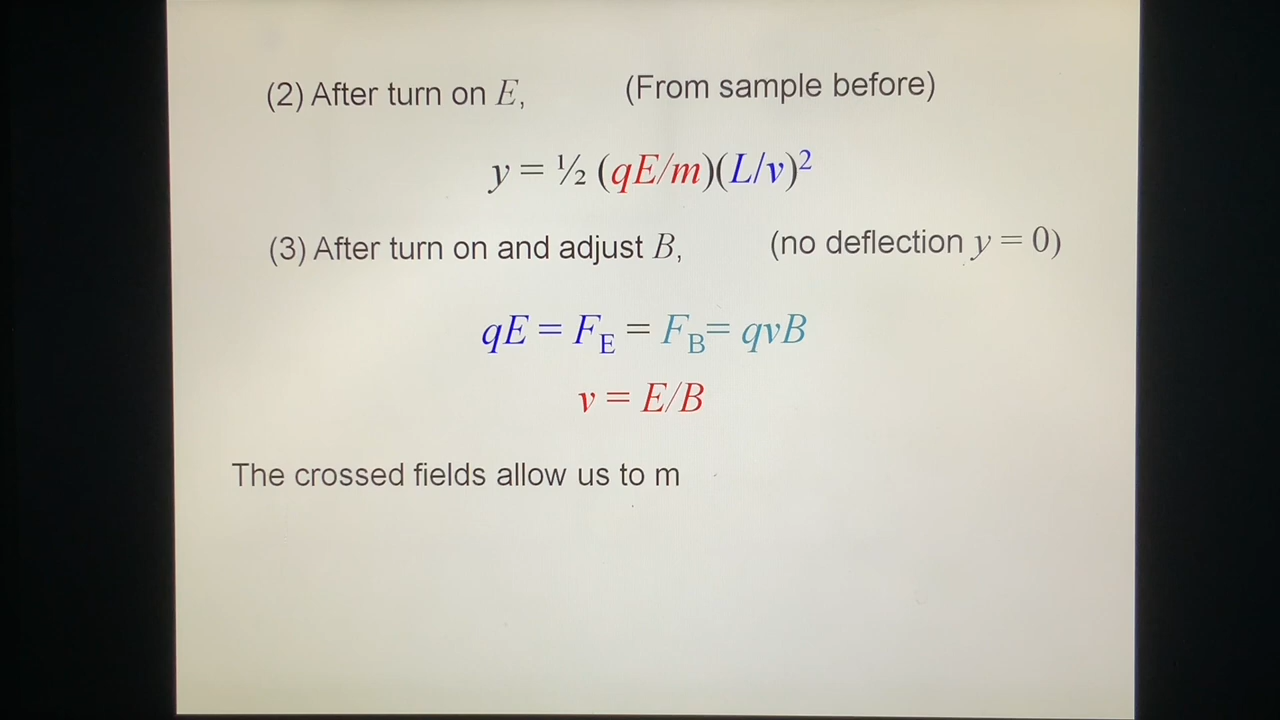 (2) After turn on E, (From sample before)
y = ½ (qE/m)(L/v)²
(3) After turn on and adjust B, (no deflection y = 0)
qE = F_E = F_B = qvB
v = E/B
The crossed fields allow us to m